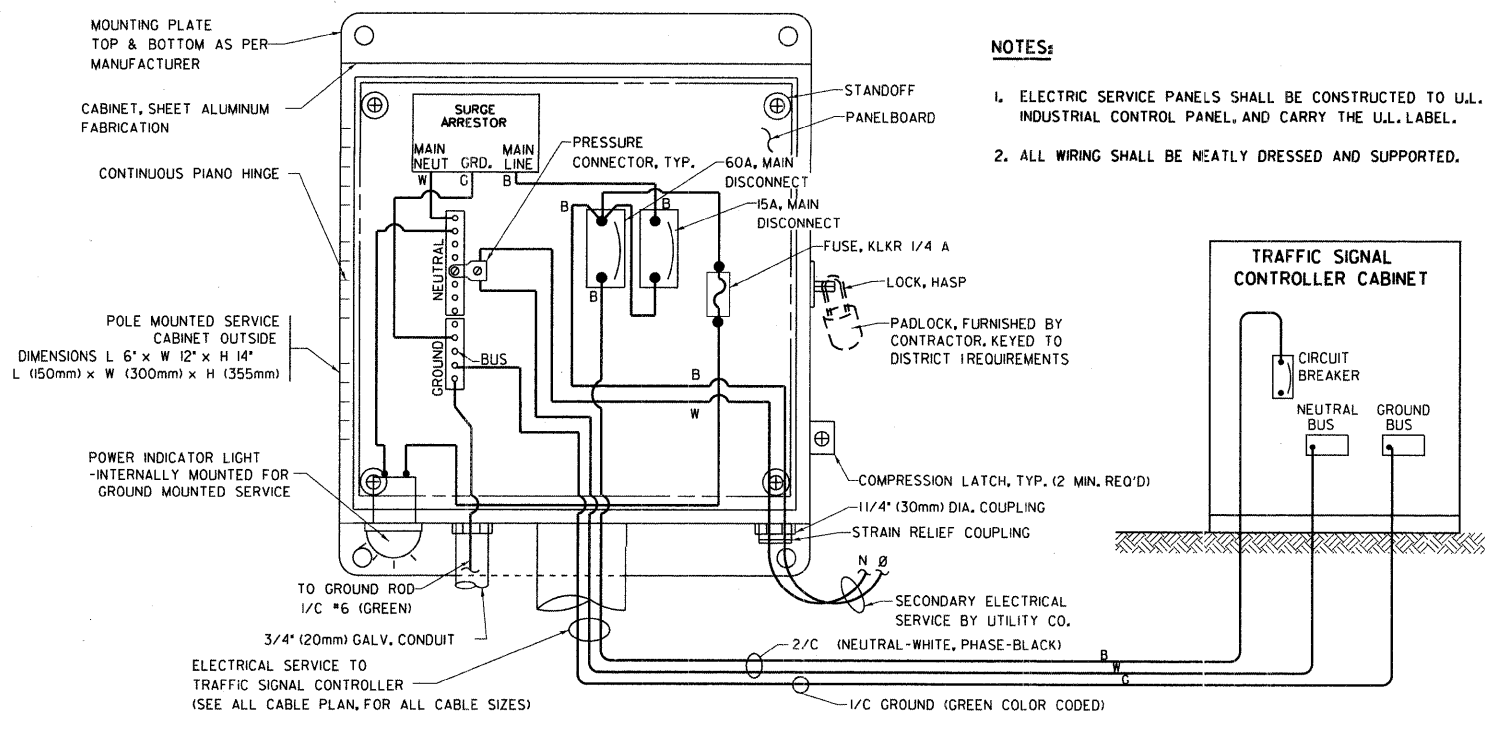 MOUNTING PLATE
TOP & BOTTOM AS PER
MANUFACTURER
CABINET, SHEET ALUMINUM
FABRICATION
CONTINUOUS PIANO HINGE
POLE MOUNTED SERVICE
CABINET OUTSIDE
DIMENSIONS L 6" x W 12" x H 14"
L (150mm) x W (300mm) x H (355mm)
POWER INDICATOR LIGHT
-INTERNALLY MOUNTED FOR
GROUND MOUNTED SERVICE
TO GROUND ROD
1/C #6 (GREEN)
3/4" (20mm) GALV. CONDUIT
ELECTRICAL SERVICE TO
TRAFFIC SIGNAL CONTROLLER
(SEE ALL CABLE PLAN, FOR ALL CABLE SIZES)
SURGE
ARRESTOR
MAIN
NEUT
GRD.
MAIN
LINE
W
G
B
NEUTRAL
GROUND
BUS
PRESSURE
CONNECTOR, TYP.
B
B
B
B
W
STANDOFF
PANELBOARD
60A, MAIN
DISCONNECT
15A, MAIN
DISCONNECT
FUSE, KLKR 1/4 A
LOCK, HASP
PADLOCK, FURNISHED BY
CONTRACTOR. KEYED TO
DISTRICT 1 REQUIREMENTS
COMPRESSION LATCH, TYP. (2 MIN. REQ'D)
1 1/4" (30mm) DIA. COUPLING
STRAIN RELIEF COUPLING
N Ø
SECONDARY ELECTRICAL
SERVICE BY UTILITY CO.
2/C (NEUTRAL-WHITE, PHASE-BLACK)
B
W
G
1/C GROUND (GREEN COLOR CODED)
NOTES:
1. ELECTRIC SERVICE PANELS SHALL BE CONSTRUCTED TO U.L.
INDUSTRIAL CONTROL PANEL, AND CARRY THE U.L. LABEL.
2. ALL WIRING SHALL BE NEATLY DRESSED AND SUPPORTED.
TRAFFIC SIGNAL
CONTROLLER CABINET
CIRCUIT
BREAKER
NEUTRAL
BUS
GROUND
BUS